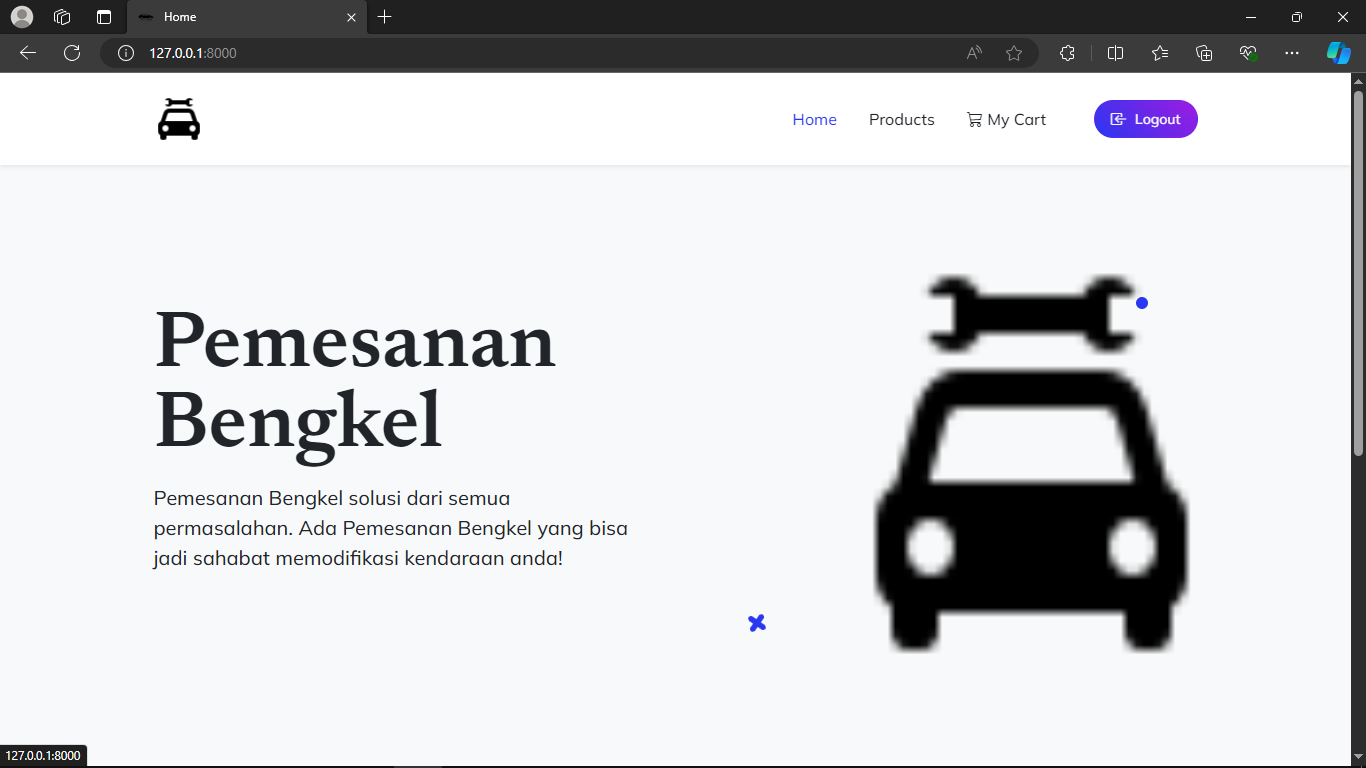 Home
127.0.0.1:8000
Home
Products
My Cart
Logout
Pemesanan
Bengkel
Pemesanan Bengkel solusi dari semua
permasalahan. Ada Pemesanan Bengkel yang bisa
jadi sahabat memodifikasi kendaraan anda!
127.0.0.1:8000